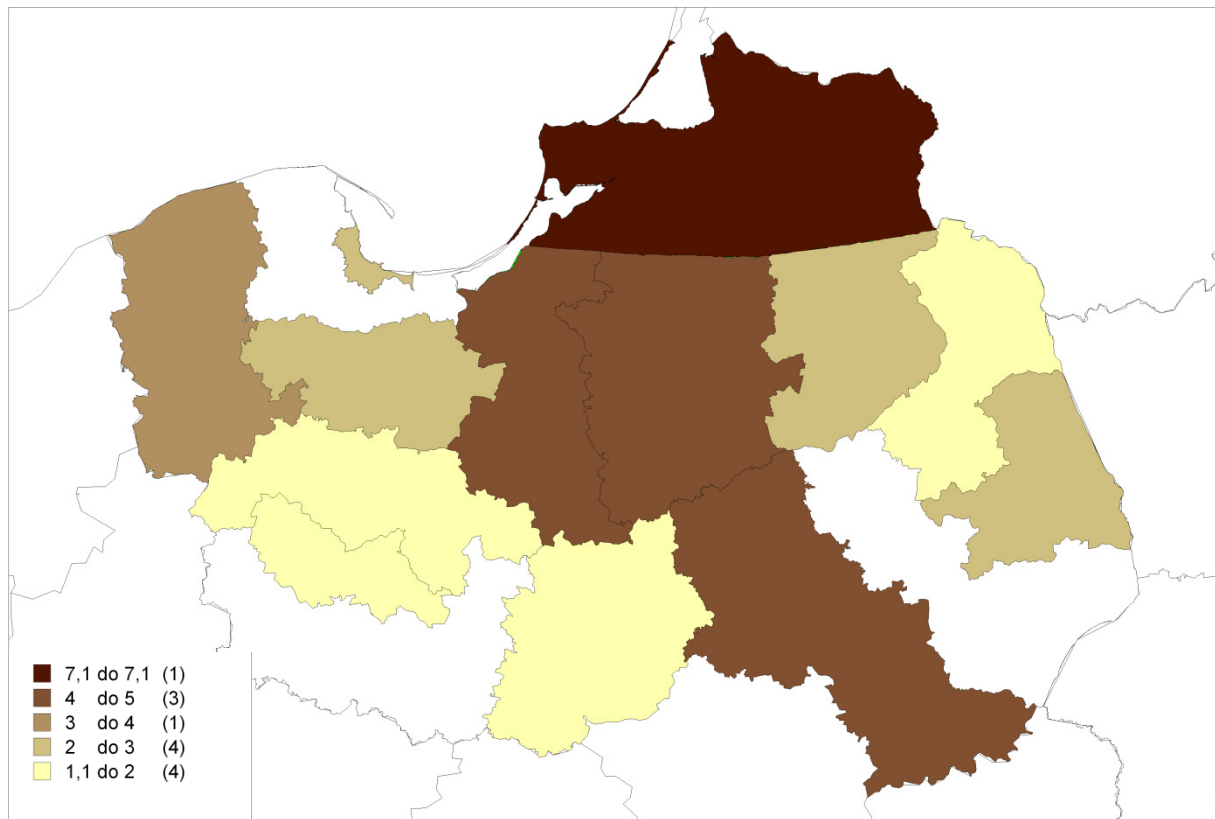 7,1 do 7,1 (1)
4 do 5 (3)
3 do 4 (1)
2 do 3 (4)
1,1 do 2 (4)